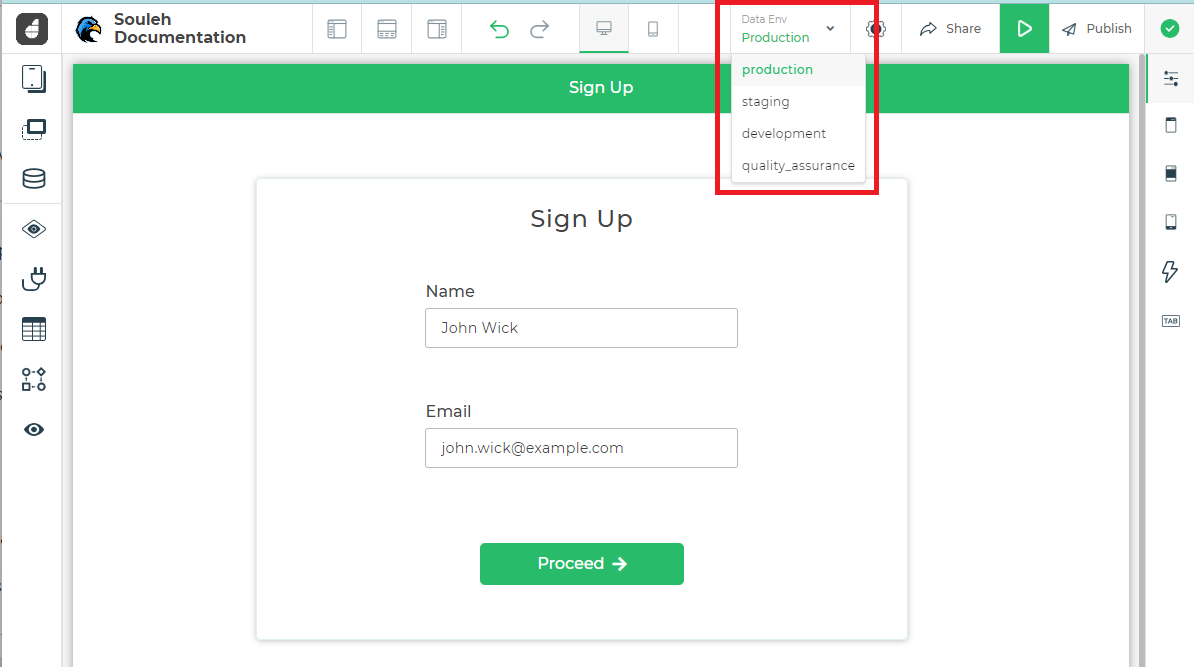 Souleh
Documentation
Data Env
Production
Share
Publish
production
staging
development
quality_assurance
Sign Up
Sign Up
Name
John Wick
Email
john.wick@example.com
Proceed
TAB